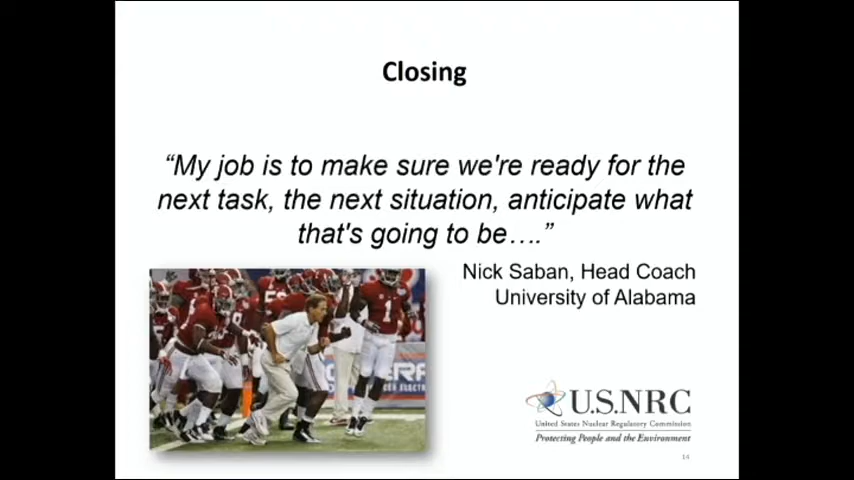 Closing
“My job is to make sure we're ready for the
next task, the next situation, anticipate what
that's going to be….”
Nick Saban, Head Coach
University of Alabama
U.S.NRC
United States Nuclear Regulatory Commission
Protecting People and the Environment
14